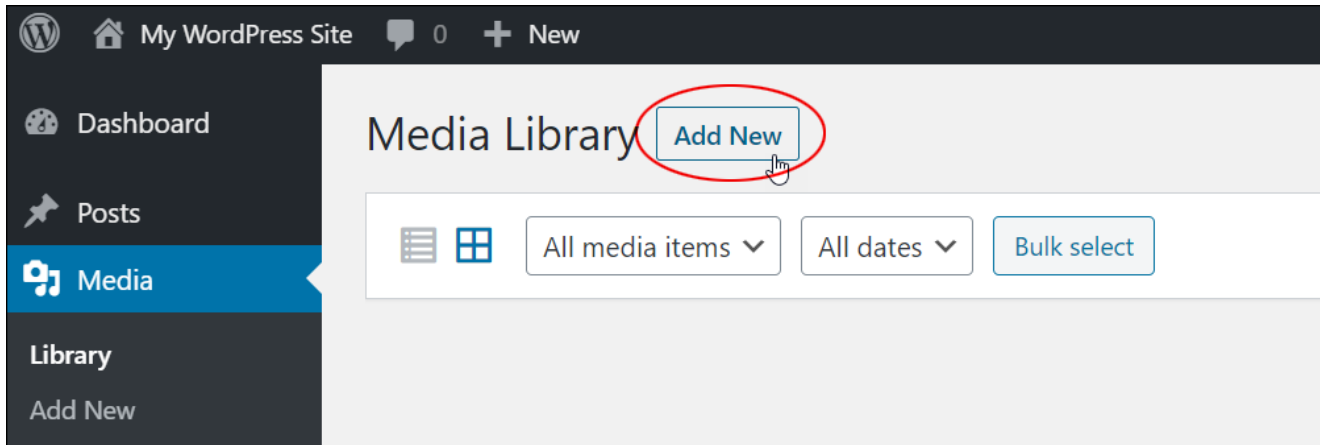 My WordPress Site 0 New
Dashboard
Media Library Add New
Posts
All media items All dates Bulk select
Media
Library
Add New